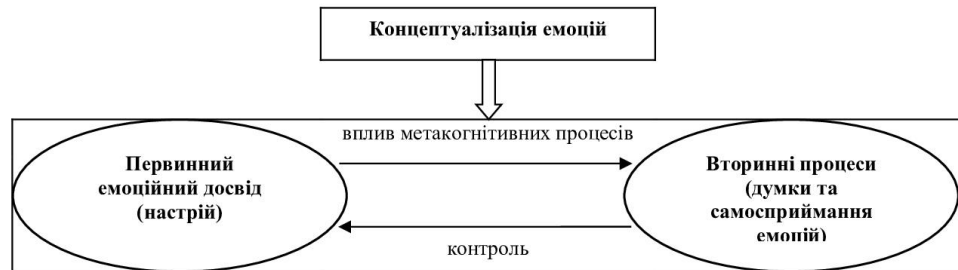 Концептуалізація емоцій
вплив метакогнітивних процесів
Первинний
емоційний досвід
(настрій)
Вторинні процеси
(думки та
самосприймання
емоцій)
контроль